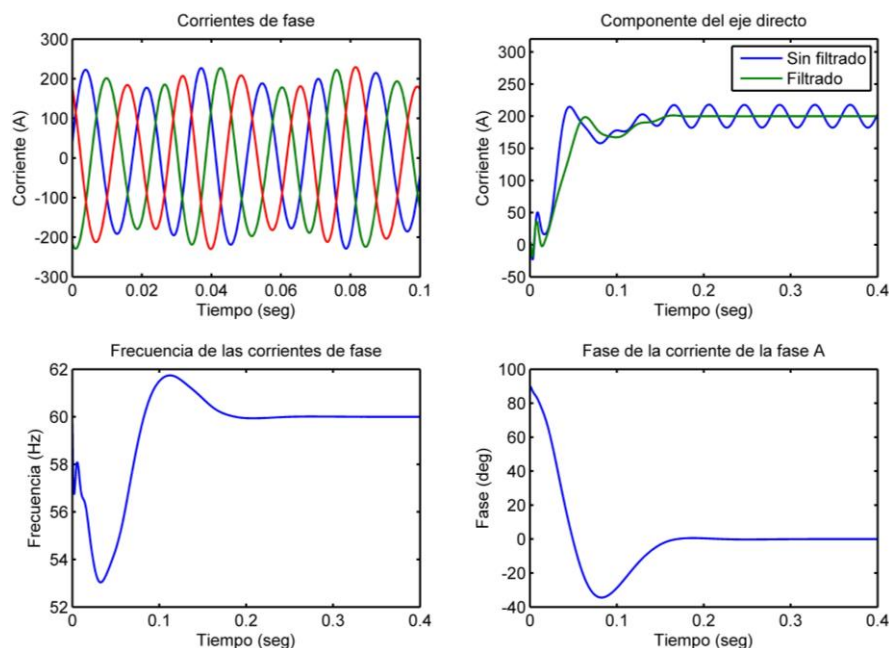 Corrientes de fase
300
200
100
0
-100
-200
-300
Corriente (A)
0 0.02 0.04 0.06 0.08 0.1
Tiempo (seg)
Componente del eje directo
300
250
200
150
100
50
0
-50
Corriente (A)
Sin filtrado
Filtrado
0 0.1 0.2 0.3 0.4
Tiempo (seg)
Frecuencia de las corrientes de fase
62
60
58
56
54
52
Frecuencia (Hz)
0 0.1 0.2 0.3 0.4
Tiempo (seg)
Fase de la corriente de la fase A
100
80
60
40
20
0
-20
-40
Fase (deg)
0 0.1 0.2 0.3 0.4
Tiempo (seg)